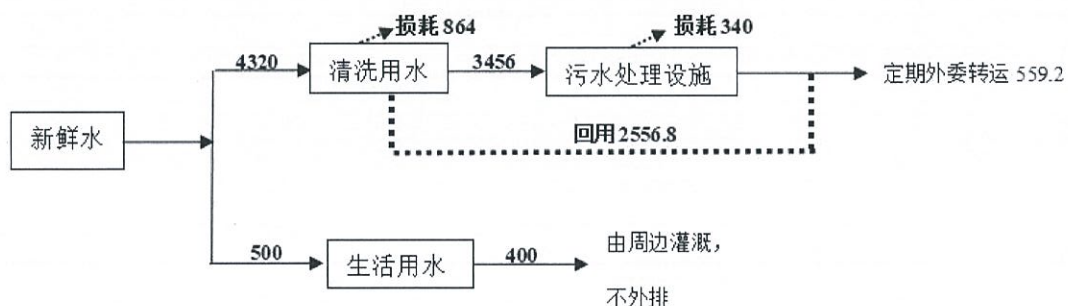 损耗 864
损耗 340
4320
清洗用水
3456
污水处理设施
定期外委转运 559.2
新鲜水
回用 2556.8
500
生活用水
400
由周边灌溉，
不外排